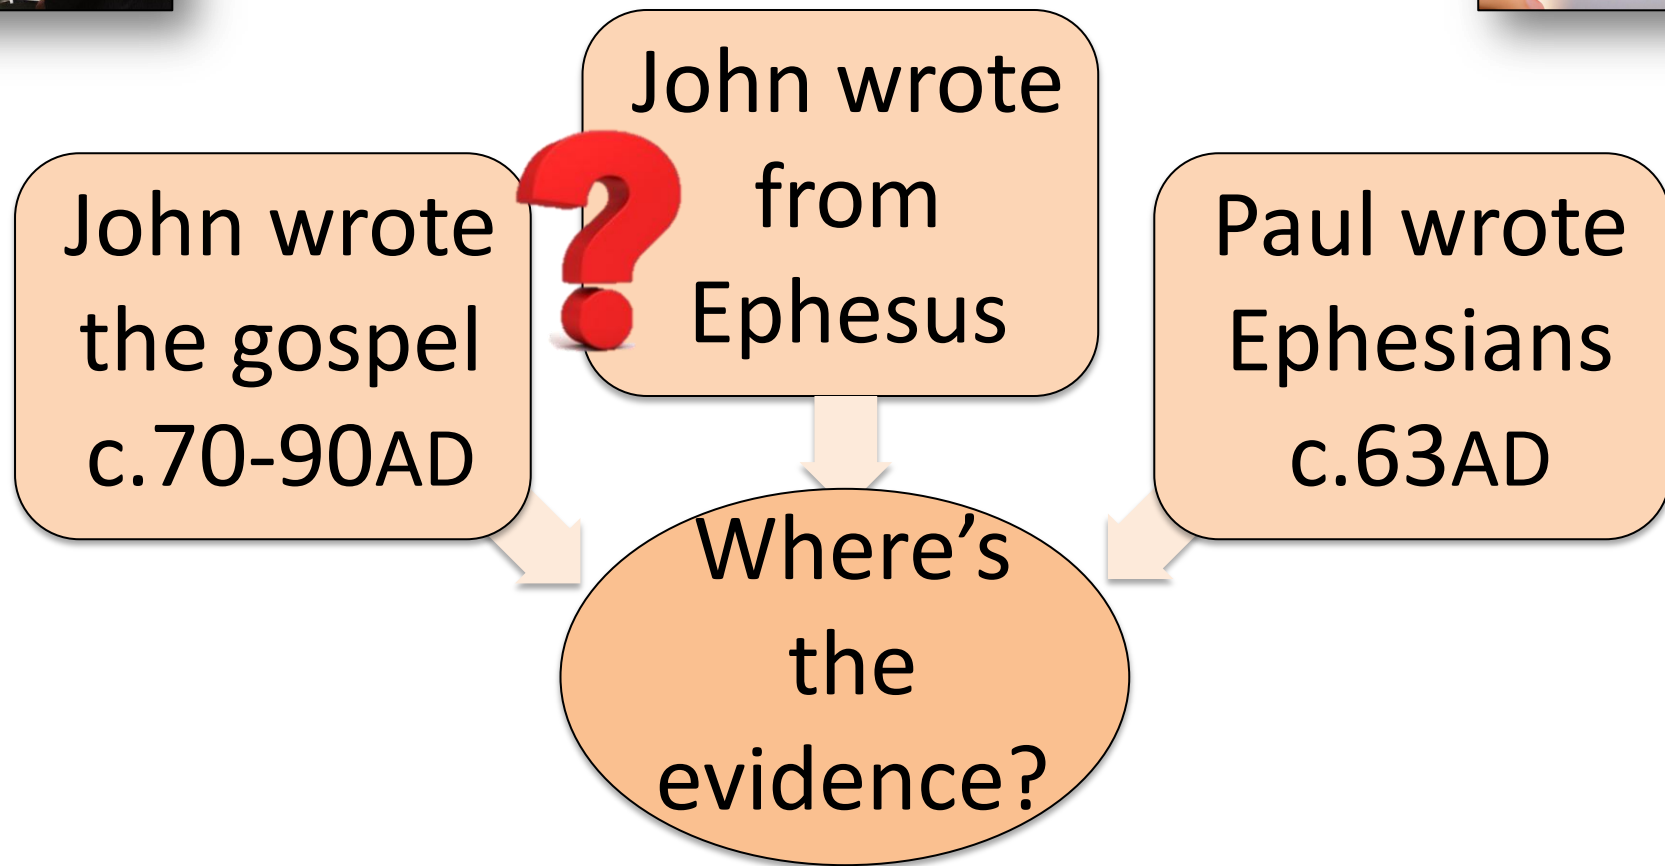 John wrote
the gospel
c.70-90AD
John wrote
from
Ephesus
Paul wrote
Ephesians
c.63AD
Where’s
the
evidence?